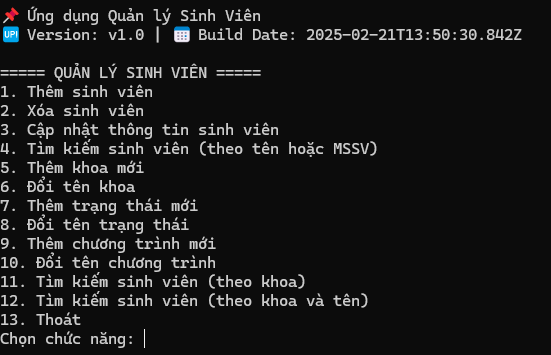 📌 Ứng dụng Quản lý Sinh Viên
🆙 Version: v1.0 | 📅 Build Date: 2025-02-21T13:50:30.842Z
===== QUẢN LÝ SINH VIÊN =====
1. Thêm sinh viên
2. Xóa sinh viên
3. Cập nhật thông tin sinh viên
4. Tìm kiếm sinh viên (theo tên hoặc MSSV)
5. Thêm khoa mới
6. Đổi tên khoa
7. Thêm trạng thái mới
8. Đổi tên trạng thái
9. Thêm chương trình mới
10. Đổi tên chương trình
11. Tìm kiếm sinh viên (theo khoa)
12. Tìm kiếm sinh viên (theo khoa và tên)
13. Thoát
Chọn chức năng: